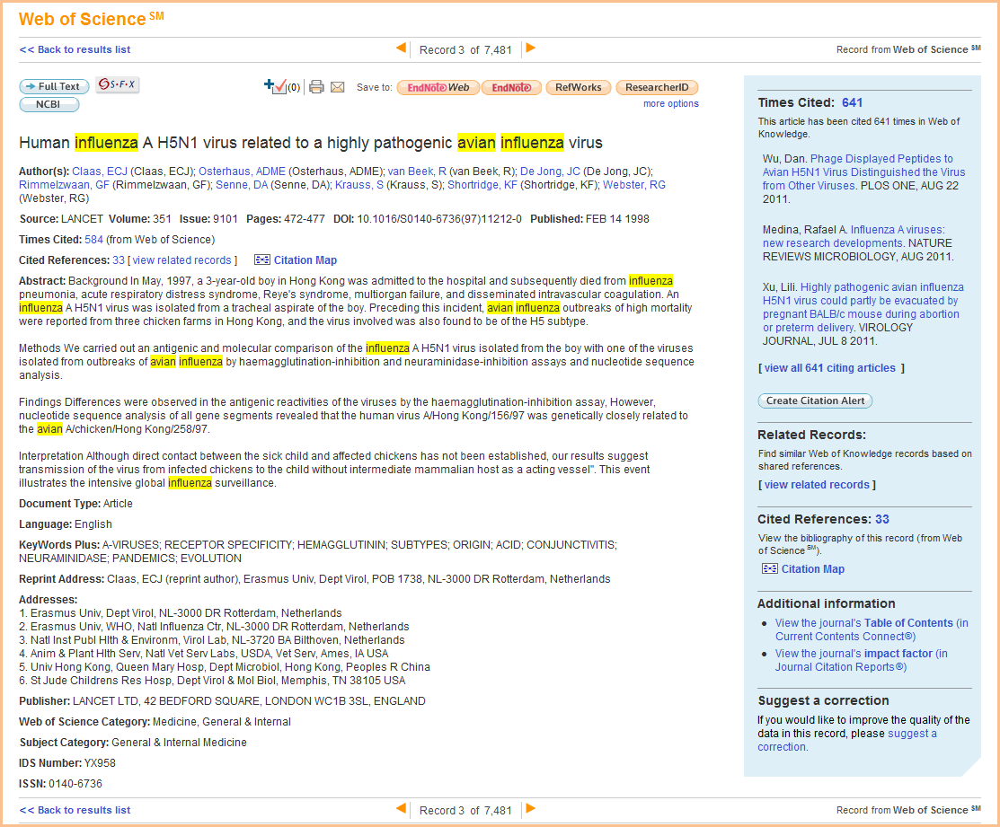 Web of Science SM
<< Back to results list
Record 3 of 7,481
Record from Web of Science SM
Full Text
S·F·X
(0)
Save to:
EndNote Web
EndNote
RefWorks
ResearcherID
NCBI
more options
Human influenza A H5N1 virus related to a highly pathogenic avian influenza virus
Author(s): Claas, ECJ (Claas, ECJ); Osterhaus, ADME (Osterhaus, ADME); van Beek, R (van Beek, R); De Jong, JC (De Jong, JC);
Rimmelzwaan, GF (Rimmelzwaan, GF); Senne, DA (Senne, DA); Krauss, S (Krauss, S); Shortridge, KF (Shortridge, KF); Webster, RG
(Webster, RG)
Source: LANCET Volume: 351 Issue: 9101 Pages: 472-477 DOI: 10.1016/S0140-6736(97)11212-0 Published: FEB 14 1998
Times Cited: 584 (from Web of Science)
Cited References: 33 [ view related records ] Citation Map
Abstract: Background In May, 1997, a 3-year-old boy in Hong Kong was admitted to the hospital and subsequently died from influenza
pneumonia, acute respiratory distress syndrome, Reye's syndrome, multiorgan failure, and disseminated intravascular coagulation. An
influenza A H5N1 virus was isolated from a tracheal aspirate of the boy. Preceding this incident, avian influenza outbreaks of high mortality
were reported from three chicken farms in Hong Kong, and the virus involved was also found to be of the H5 subtype.
Methods We carried out an antigenic and molecular comparison of the influenza A H5N1 virus isolated from the boy with one of the viruses
isolated from outbreaks of avian influenza by haemagglutination-inhibition and neuraminidase-inhibition assays and nucleotide sequence
analysis.
Findings Differences were observed in the antigenic reactivities of the viruses by the haemagglutination-inhibition assay, However,
nucleotide sequence analysis of all gene segments revealed that the human virus A/Hong Kong/156/97 was genetically closely related to
the avian A/chicken/Hong Kong/258/97.
Interpretation Although direct contact between the sick child and affected chickens has not been established, our results suggest
transmission of the virus from infected chickens to the child without intermediate mammalian host as a acting vessel". This event
illustrates the intensive global influenza surveillance.
Document Type: Article
Language: English
KeyWords Plus: A-VIRUSES; RECEPTOR SPECIFICITY; HEMAGGLUTININ; SUBTYPES; ORIGIN; ACID; CONJUNCTIVITIS;
NEURAMINIDASE; PANDEMICS; EVOLUTION
Reprint Address: Claas, ECJ (reprint author), Erasmus Univ, Dept Virol, POB 1738, NL-3000 DR Rotterdam, Netherlands
Addresses:
1. Erasmus Univ, Dept Virol, NL-3000 DR Rotterdam, Netherlands
2. Erasmus Univ, WHO, Natl Influenza Ctr, NL-3000 DR Rotterdam, Netherlands
3. Natl Inst Publ Hlth & Environm, Virol Lab, NL-3720 BA Bilthoven, Netherlands
4. Anim & Plant Hlth Serv, Natl Vet Serv Labs, USDA, Vet Serv, Ames, IA USA
5. Univ Hong Kong, Queen Mary Hosp, Dept Microbiol, Hong Kong, Peoples R China
6. St Jude Childrens Res Hosp, Dept Virol & Mol Biol, Memphis, TN 38105 USA
Publisher: LANCET LTD, 42 BEDFORD SQUARE, LONDON WC1B 3SL, ENGLAND
Web of Science Category: Medicine, General & Internal
Subject Category: General & Internal Medicine
IDS Number: YX958
ISSN: 0140-6736
Times Cited: 641
This article has been cited 641 times in Web of
Knowledge.
Wu, Dan. Phage Displayed Peptides to
Avian H5N1 Virus Distinguished the Virus
from Other Viruses. PLOS ONE, AUG 22
2011.
Medina, Rafael A. Influenza A viruses:
new research developments. NATURE
REVIEWS MICROBIOLOGY, AUG 2011.
Xu, Lili. Highly pathogenic avian influenza
H5N1 virus could partly be evacuated by
pregnant BALB/c mouse during abortion
or preterm delivery. VIROLOGY
JOURNAL, JUL 8 2011.
[ view all 641 citing articles ]
Create Citation Alert
Related Records:
Find similar Web of Knowledge records based on
shared references.
[ view related records ]
Cited References: 33
View the bibliography of this record (from Web
of Science SM).
Citation Map
Additional information
• View the journal's Table of Contents (in
Current Contents Connect®)
• View the journal's impact factor (in
Journal Citation Reports®)
Suggest a correction
If you would like to improve the quality of the
data in this record, please suggest a
correction.
<< Back to results list
Record 3 of 7,481
Record from Web of Science SM